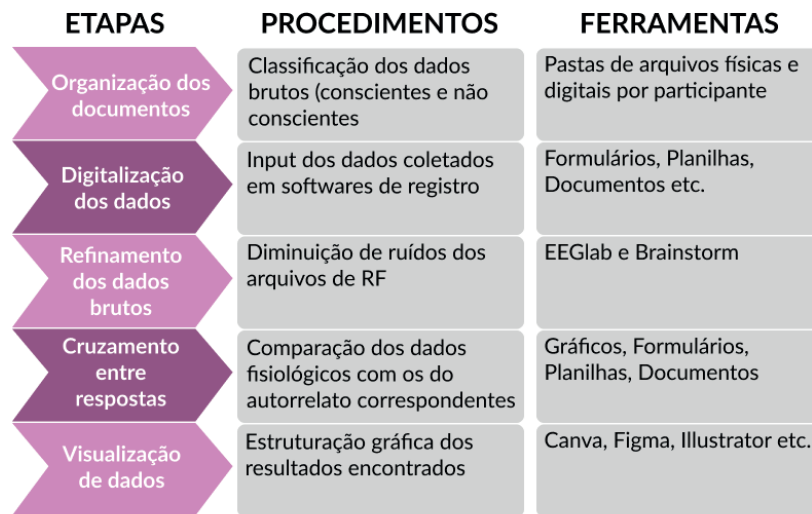 ETAPAS
PROCEDIMENTOS
FERRAMENTAS
Organização dos
documentos
Classificação dos dados
brutos (conscientes e não
conscientes
Pastas de arquivos físicas e
digitais por participante
Digitalização
dos dados
Input dos dados coletados
em softwares de registro
Formulários, Planilhas,
Documentos etc.
Refinamento
dos dados
brutos
Diminuição de ruídos dos
arquivos de RF
EEGlab e Brainstorm
Cruzamento
entre
respostas
Comparação dos dados
fisiológicos com os do
autorrelato correspondentes
Gráficos, Formulários,
Planilhas, Documentos
Visualização
de dados
Estruturação gráfica dos
resultados encontrados
Canva, Figma, Illustrator etc.